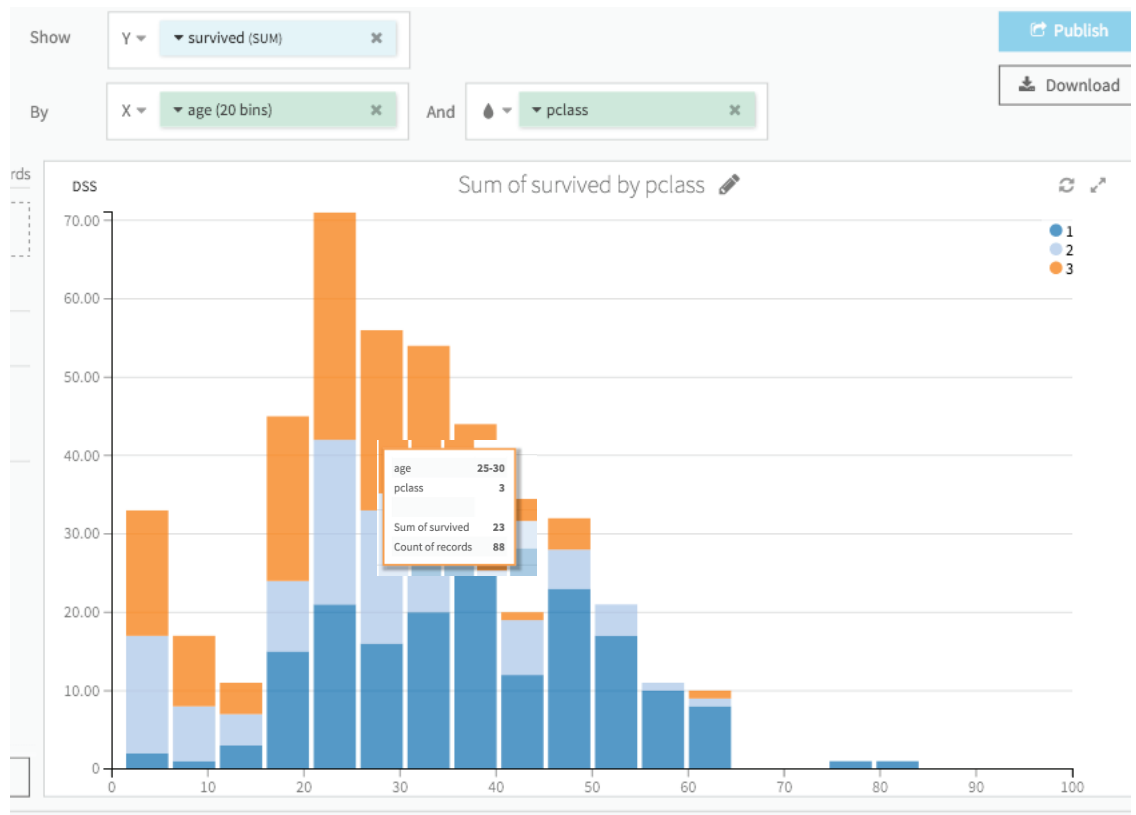 Show Y survived (SUM) ✖
Publish
Download
By X age (20 bins) ✖ And pclass ✖
rds
DSS
Sum of survived by pclass
70.00
60.00
50.00
40.00
30.00
20.00
10.00
0
1
2
3
age 25-30
pclass 3
Sum of survived 23
Count of records 88
0 10 20 30 40 50 60 70 80 90 100